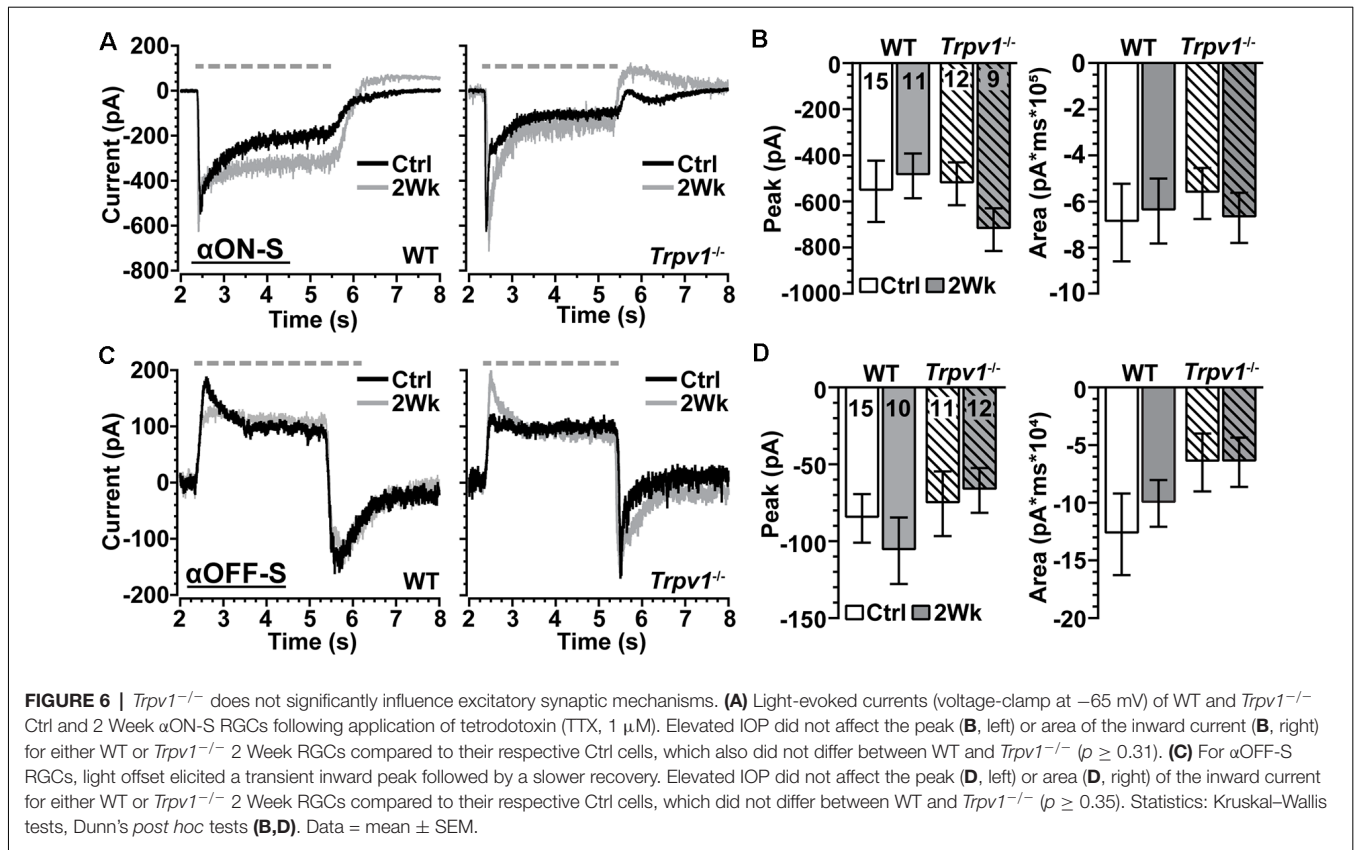 A
200
0
-200
-400
-600
-800
Current (pA)
Ctrl
2Wk
αON-S
WT
2 3 4 5 6 7 8
Time (s)
Ctrl
2Wk
Trpv1-/-
2 3 4 5 6 7 8
Time (s)
B
WT Trpv1-/-
0
-200
-400
-600
-800
-1000
Peak (pA)
15 11 12 9
Ctrl 2Wk
WT Trpv1-/-
0
-2
-4
-6
-8
-10
Area (pA*ms*10⁵)
C
200
100
0
-100
-200
Current (pA)
Ctrl
2Wk
αOFF-S
WT
2 3 4 5 6 7 8
Time (s)
Ctrl
2Wk
Trpv1-/-
2 3 4 5 6 7 8
Time (s)
D
WT Trpv1-/-
0
-50
-100
-150
Peak (pA)
15 10 11 12
Ctrl 2Wk
WT Trpv1-/-
0
-5
-10
-15
-20
Area (pA*ms*10⁴)
FIGURE 6 | Trpv1−/− does not significantly influence excitatory synaptic mechanisms. (A) Light-evoked currents (voltage-clamp at −65 mV) of WT and Trpv1−/−
Ctrl and 2 Week αON-S RGCs following application of tetrodotoxin (TTX, 1 μM). Elevated IOP did not affect the peak (B, left) or area of the inward current (B, right)
for either WT or Trpv1−/− 2 Week RGCs compared to their respective Ctrl cells, which also did not differ between WT and Trpv1−/− (p ≥ 0.31). (C) For αOFF-S
RGCs, light offset elicited a transient inward peak followed by a slower recovery. Elevated IOP did not affect the peak (D, left) or area (D, right) of the inward current
for either WT or Trpv1−/− 2 Week RGCs compared to their respective Ctrl cells, which did not differ between WT and Trpv1−/− (p ≥ 0.35). Statistics: Kruskal–Wallis
tests, Dunn's post hoc tests (B,D). Data = mean ± SEM.